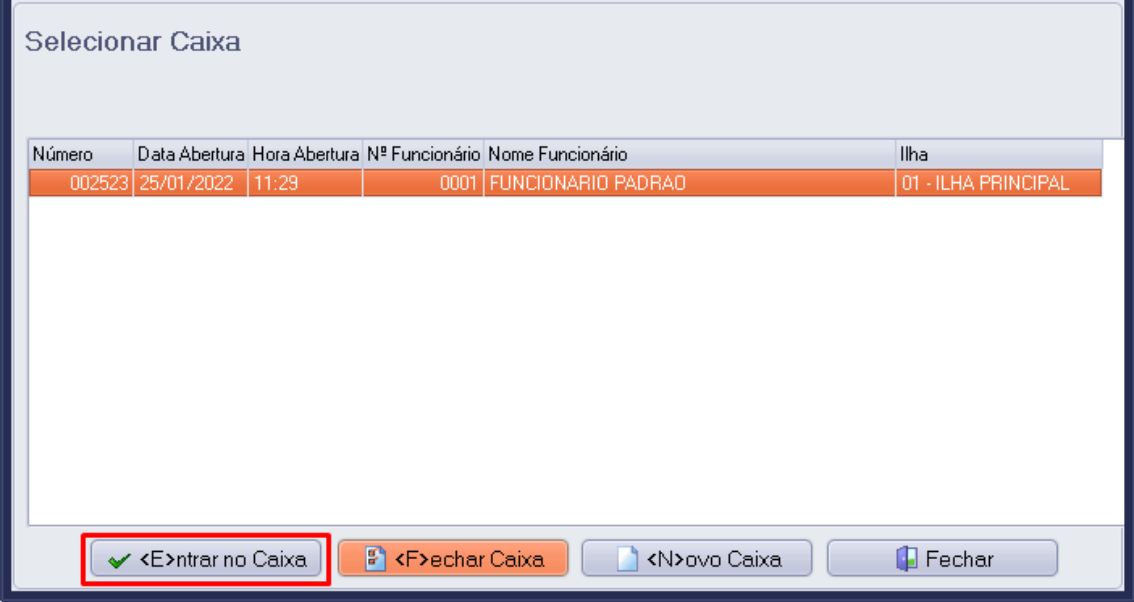 Selecionar Caixa
Número Data Abertura Hora Abertura Nº Funcionário Nome Funcionário Ilha
002523 25/01/2022 11:29 0001 FUNCIONARIO PADRAO 01 - ILHA PRINCIPAL
<E>ntrar no Caixa <F>echar Caixa <N>ovo Caixa Fechar